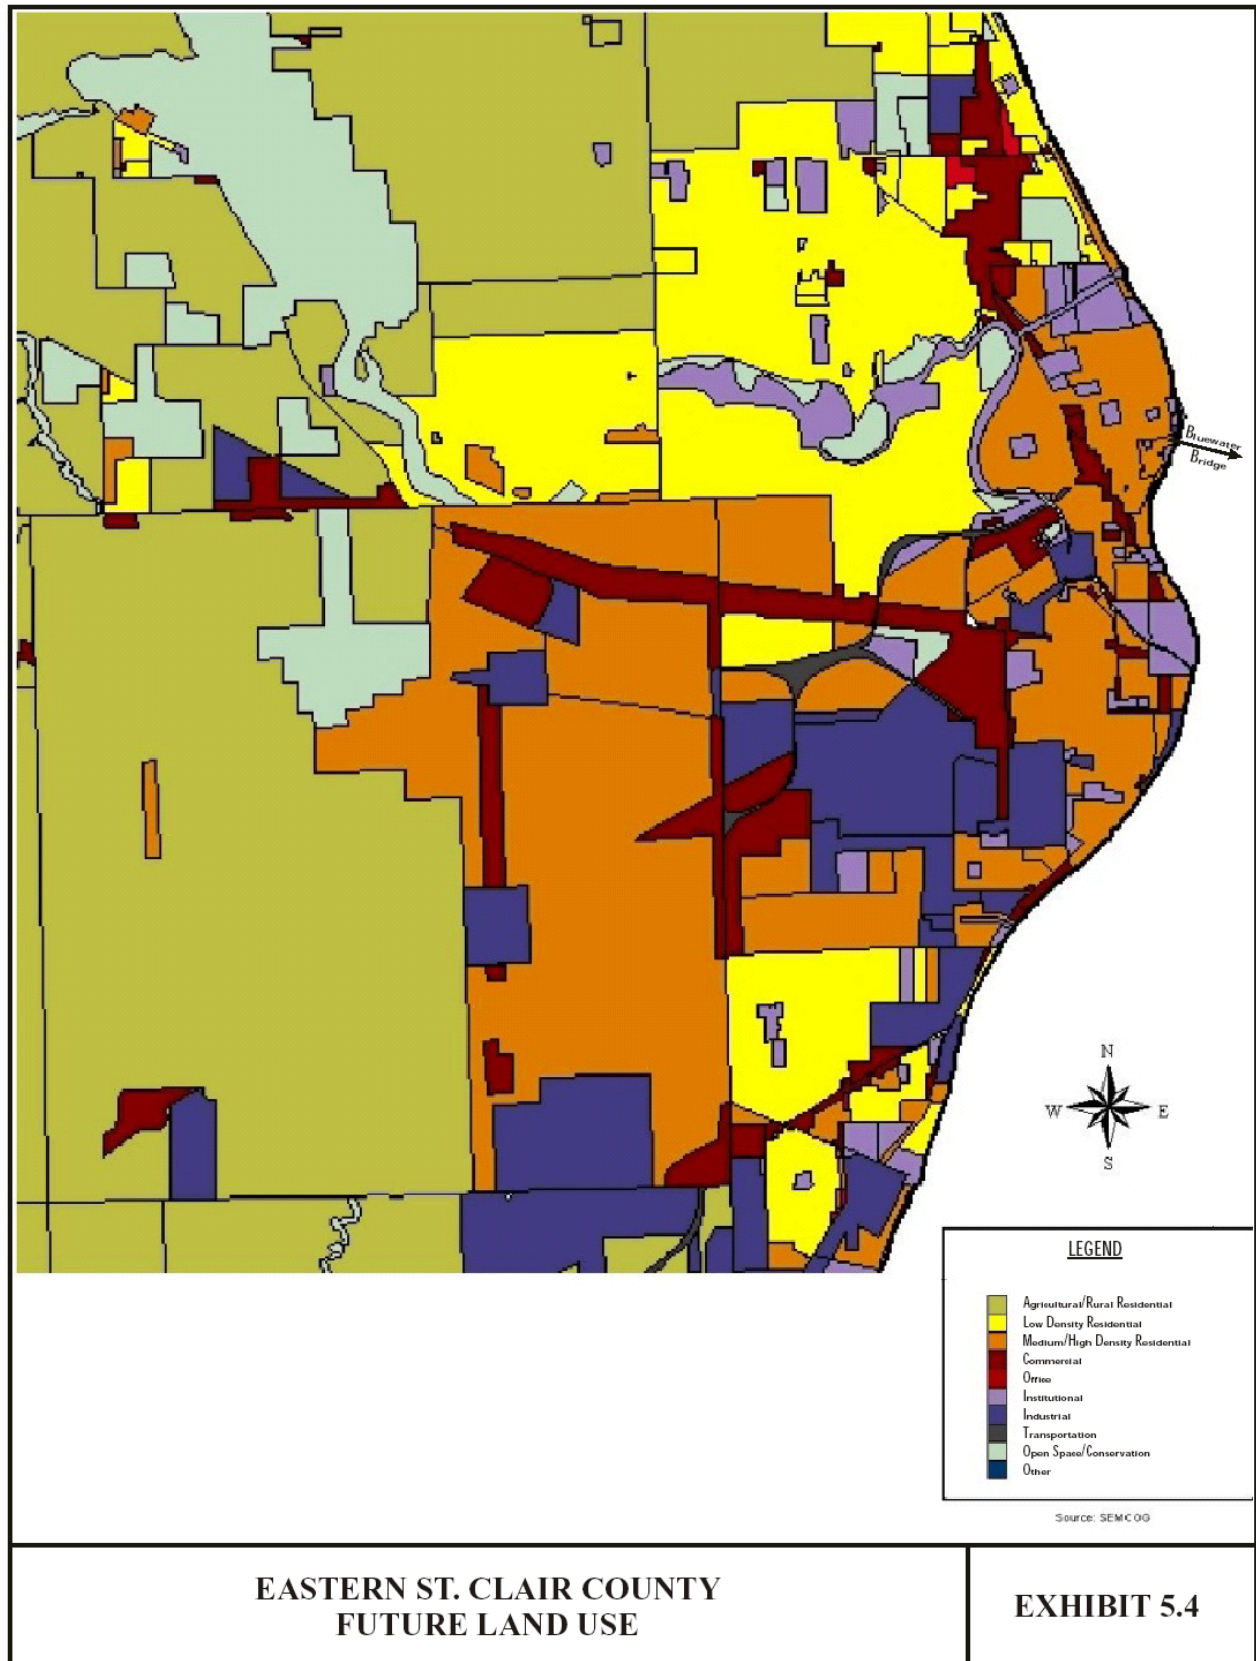 Bluewater
Bridge
N
W E
S
LEGEND
Agricultural/Rural Residential
Low Density Residential
Medium/High Density Residential
Commercial
Office
Institutional
Industrial
Transportation
Open Space/Conservation
Other
Source: SEMCOG
EASTERN ST. CLAIR COUNTY
FUTURE LAND USE
EXHIBIT 5.4